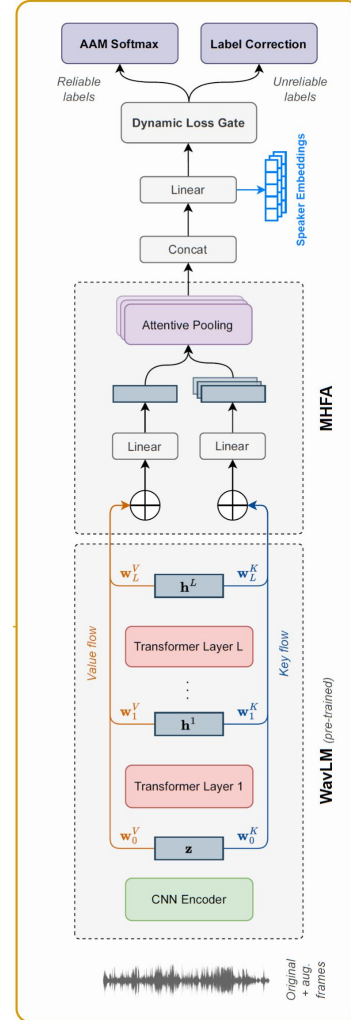 AAM Softmax
Label Correction
Reliable
labels
Unreliable
labels
Dynamic Loss Gate
Linear
Speaker Embeddings
Concat
Attentive Pooling
MHFA
Linear
Linear
w_L^V
h^L
w_L^K
Value flow
Transformer Layer L
Key flow
w_1^V
h^1
w_1^K
Transformer Layer 1
WavLM (pre-trained)
w_0^V
z
w_0^K
CNN Encoder
Original
+ aug.
frames